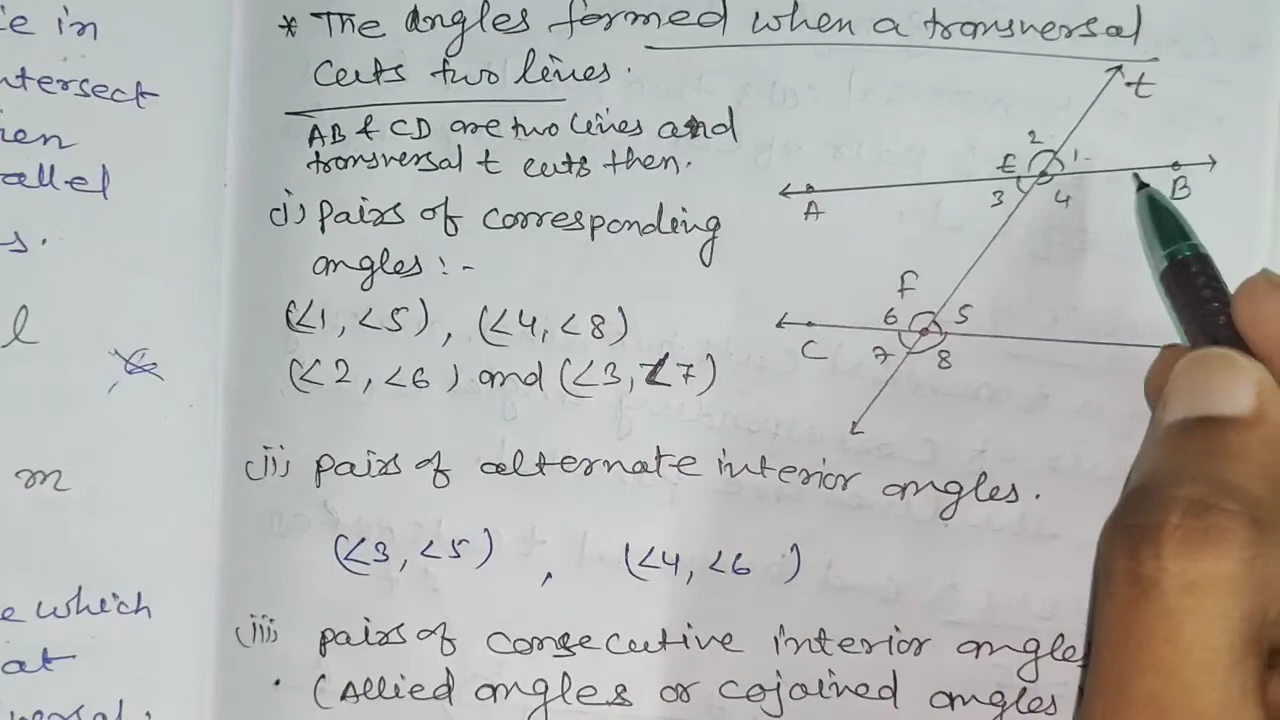 e in
ntersect
allel
s.
l
m
e which
at
* The angles formed when a transversal
cuts two lines.
AB & CD are two lines and
transversal t cuts then.
(i) pairs of corresponding
angles :-
(∠1, ∠5), (∠4, ∠8)
(∠2, ∠6) and (∠3, ∠7)
(ii) pairs of alternate interior angles.
(∠3, ∠5) , (∠4, ∠6)
(iii) pairs of consecutive interior angles
(Allied angles or cojoined angles
t
2 1
E
3 4
A B
F
6 5
C 7 8